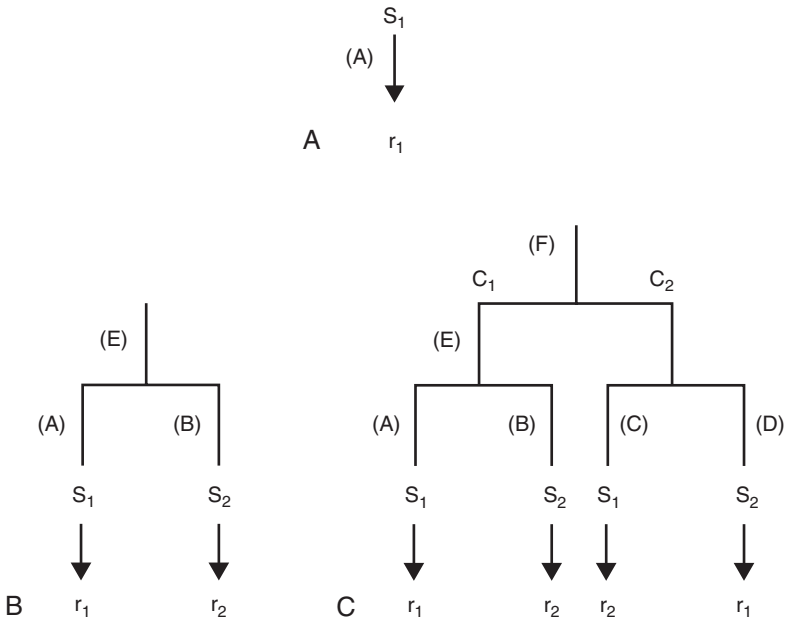 S₁
(A)
A r₁
(F)
C₁ C₂
(E) (E)
(A) (B) (A) (B) (C) (D)
S₁ S₂ S₁ S₂ S₁ S₂
B r₁ r₂ C r₁ r₂ r₂ r₁